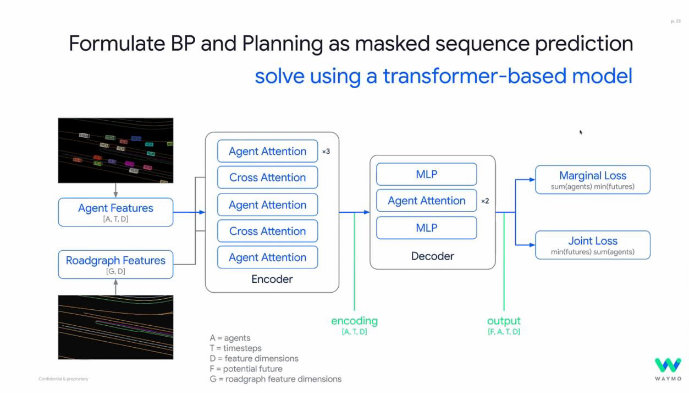 p. 23
Formulate BP and Planning as masked sequence prediction
solve using a transformer-based model
Agent Features
[A, T, D]
Roadgraph Features
[G, D]
Agent Attention
x3
Cross Attention
Agent Attention
Cross Attention
Agent Attention
Encoder
MLP
Agent Attention
x2
MLP
Decoder
Marginal Loss
sum(agents) min(futures)
Joint Loss
min(futures) sum(agents)
encoding
[A, T, D]
output
[F, A, T, D]
A = agents
T = timesteps
D = feature dimensions
F = potential future
G = roadgraph feature dimensions
Confidential & proprietary
WAYMO